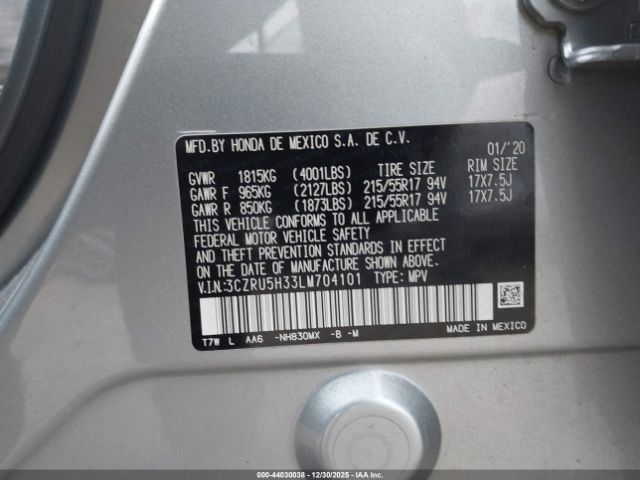 MFD.BY HONDA DE MEXICO S.A. DE C.V. 01/'20
GVWR 1815KG (4001LBS) TIRE SIZE RIM SIZE
GAWR F 965KG (2127LBS) 215/55R17 94V 17X7.5J
GAWR R 850KG (1873LBS) 215/55R17 94V 17X7.5J
THIS VEHICLE CONFORMS TO ALL APPLICABLE
FEDERAL MOTOR VEHICLE SAFETY
AND THEFT PREVENTION STANDARDS IN EFFECT
ON THE DATE OF MANUFACTURE SHOWN ABOVE.
V.I.N:3CZRU5H33LM704101 TYPE: MPV
T7W L AA6 -NH830MX -B -M MADE IN MEXICO
000-44030038 - 12/30/2025 - IAA Inc.